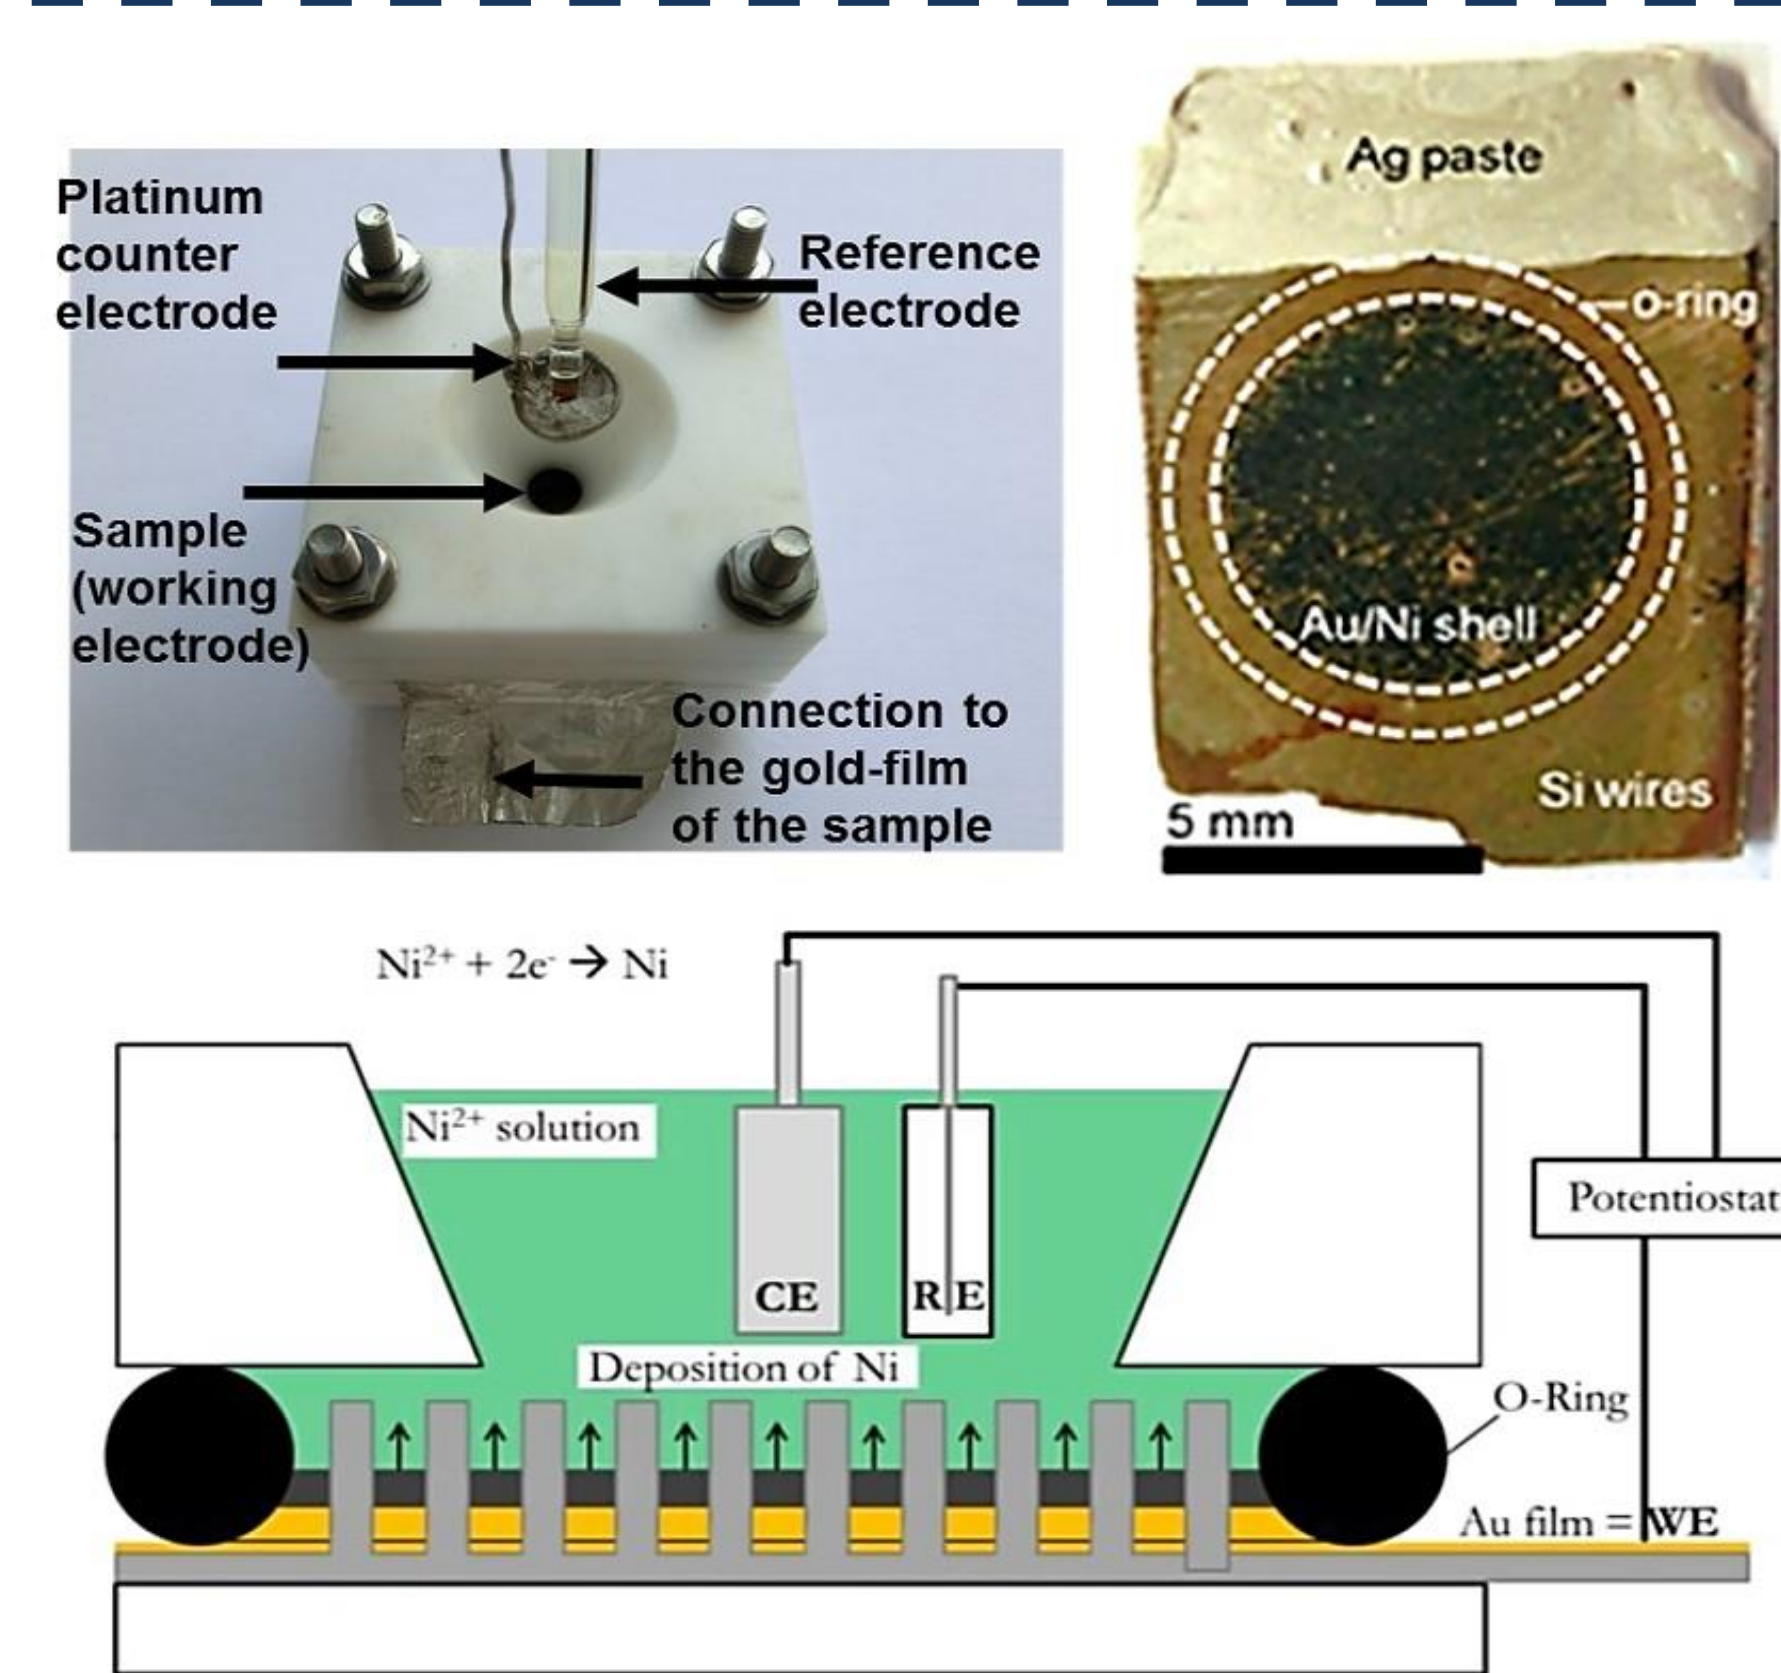 Platinum
counter
electrode
Reference
electrode
Sample
(working
electrode)
Connection to
the gold-film
of the sample
Ag paste
o-ring
Au/Ni shell
Si wires
5 mm
Ni²⁺ + 2e⁻ → Ni
Ni²⁺ solution
CE
RE
Potentiostat
Deposition of Ni
O-Ring
Au film = WE